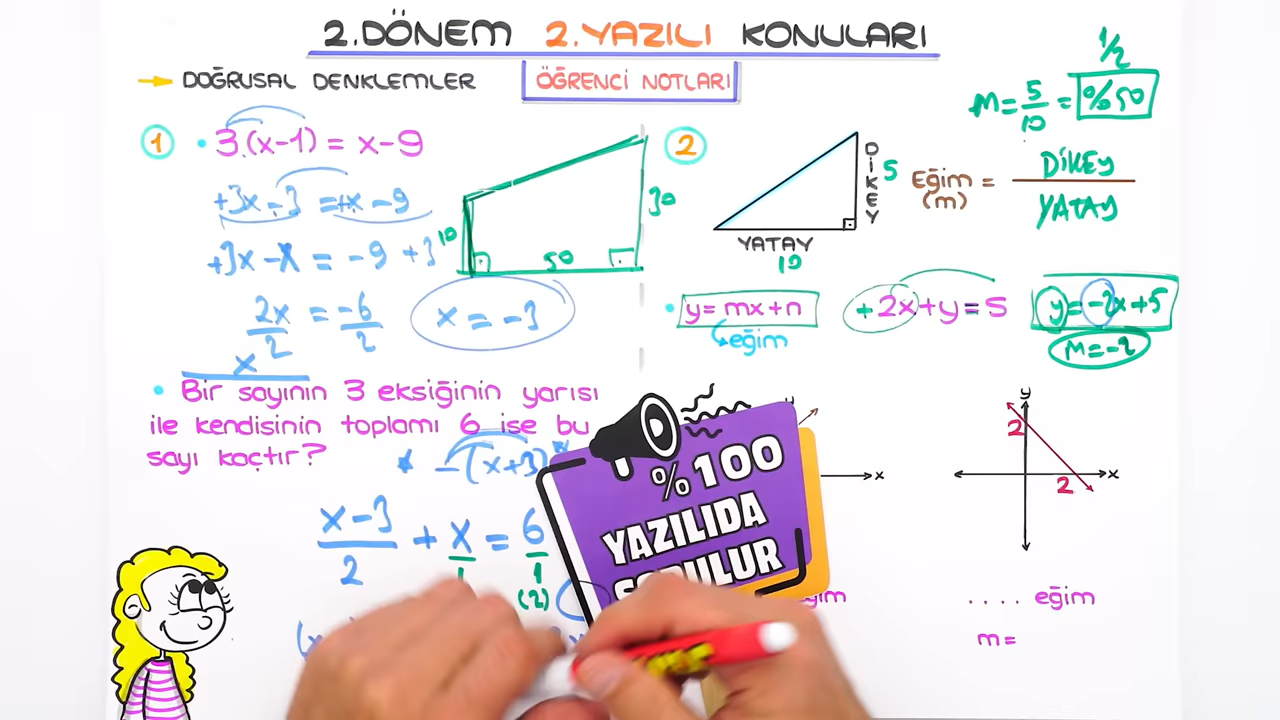 2.DÖNEM 2.YAZILI KONULARI
DOĞRUSAL DENKLEMLER
ÖĞRENCİ NOTLARI
1
3.(x-1)= x-9
+3x-3 =+x -9
+3x-x = -9 +3
2x/2 = -6/2
x
x = -3
10
50
30
Bir sayının 3 eksiğinin yarısı
ile kendisinin toplamı 6 ise bu
sayı kaçtır?
-(x+3)
x-3/2 + x/1 = 6/1
(2)
2
DİKEY
5
YATAY
10
Eğim (m) = DİKEY/YATAY
m= 5/10 = %50
1/2
y= mx+n
eğim
+2x+y=5
y=-2x+5
m=-2
%100
YAZILIDA
SORULUR
y
x
y
2
2
x
.... eğim
m=